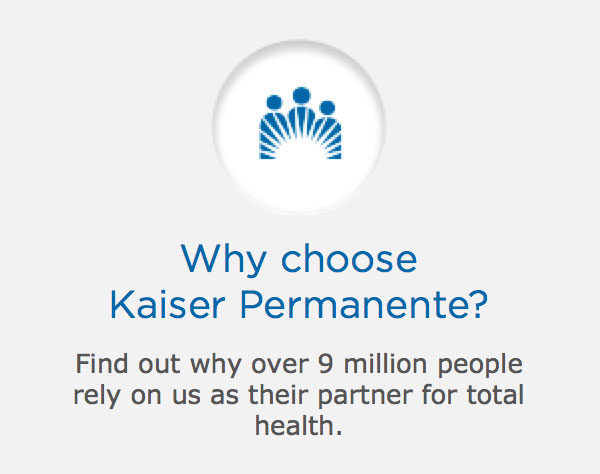 Why choose
Kaiser Permanente?
Find out why over 9 million people
rely on us as their partner for total
health.